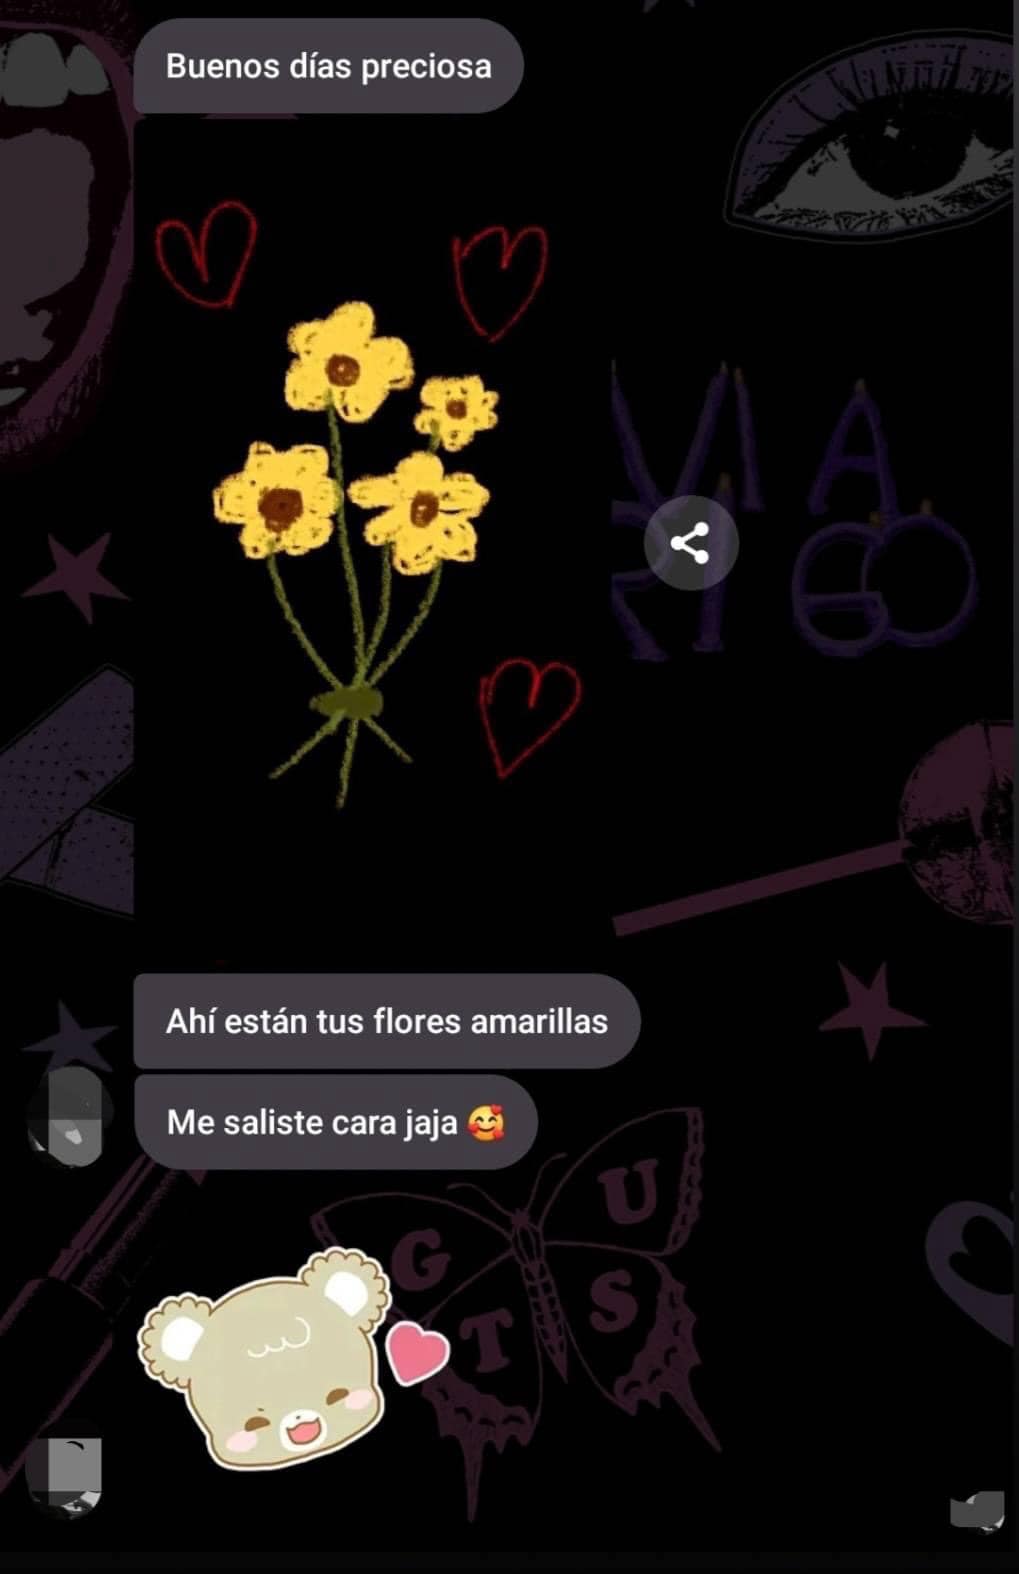 Buenos días preciosa
Ahí están tus flores amarillas
Me saliste cara jaja 🥰
G U
T S